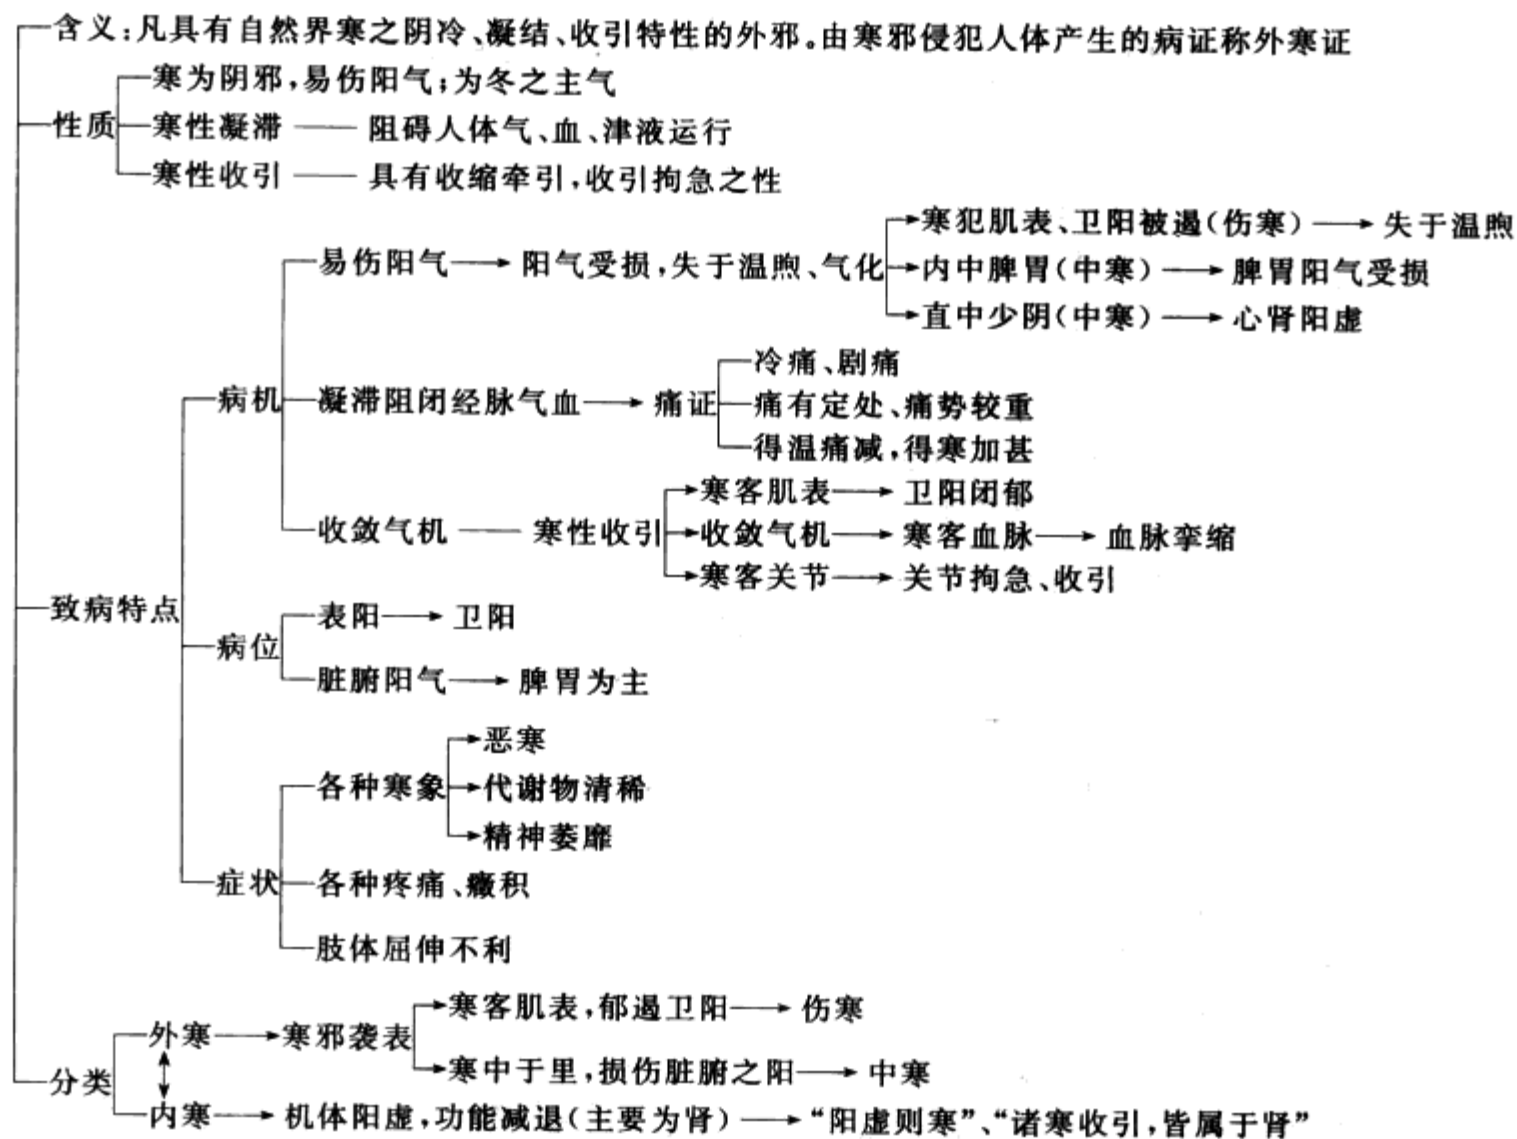 含义:凡具有自然界寒之阴冷、凝结、收引特性的外邪。由寒邪侵犯人体产生的病证称外寒证
寒为阴邪,易伤阳气;为冬之主气
性质
寒性凝滞 —— 阻碍人体气、血、津液运行
寒性收引 —— 具有收缩牵引,收引拘急之性
寒犯肌表、卫阳被遏(伤寒)→失于温煦
易伤阳气→阳气受损,失于温煦、气化
内中脾胃(中寒)→脾胃阳气受损
直中少阴(中寒)→心肾阳虚
冷痛、剧痛
病机
凝滞阻闭经脉气血→痛证
痛有定处、痛势较重
得温痛减,得寒加甚
寒客肌表→卫阳闭郁
收敛气机 —— 寒性收引
收敛气机→寒客血脉→血脉挛缩
寒客关节→关节拘急、收引
致病特点
表阳→卫阳
病位
脏腑阳气→脾胃为主
恶寒
各种寒象
代谢物清稀
精神萎靡
症状
各种疼痛、癥积
肢体屈伸不利
寒客肌表,郁遏卫阳→伤寒
外寒→寒邪袭表
寒中于里,损伤脏腑之阳→中寒
分类
内寒→机体阳虚,功能减退(主要为肾)→“阳虚则寒”、“诸寒收引,皆属于肾”